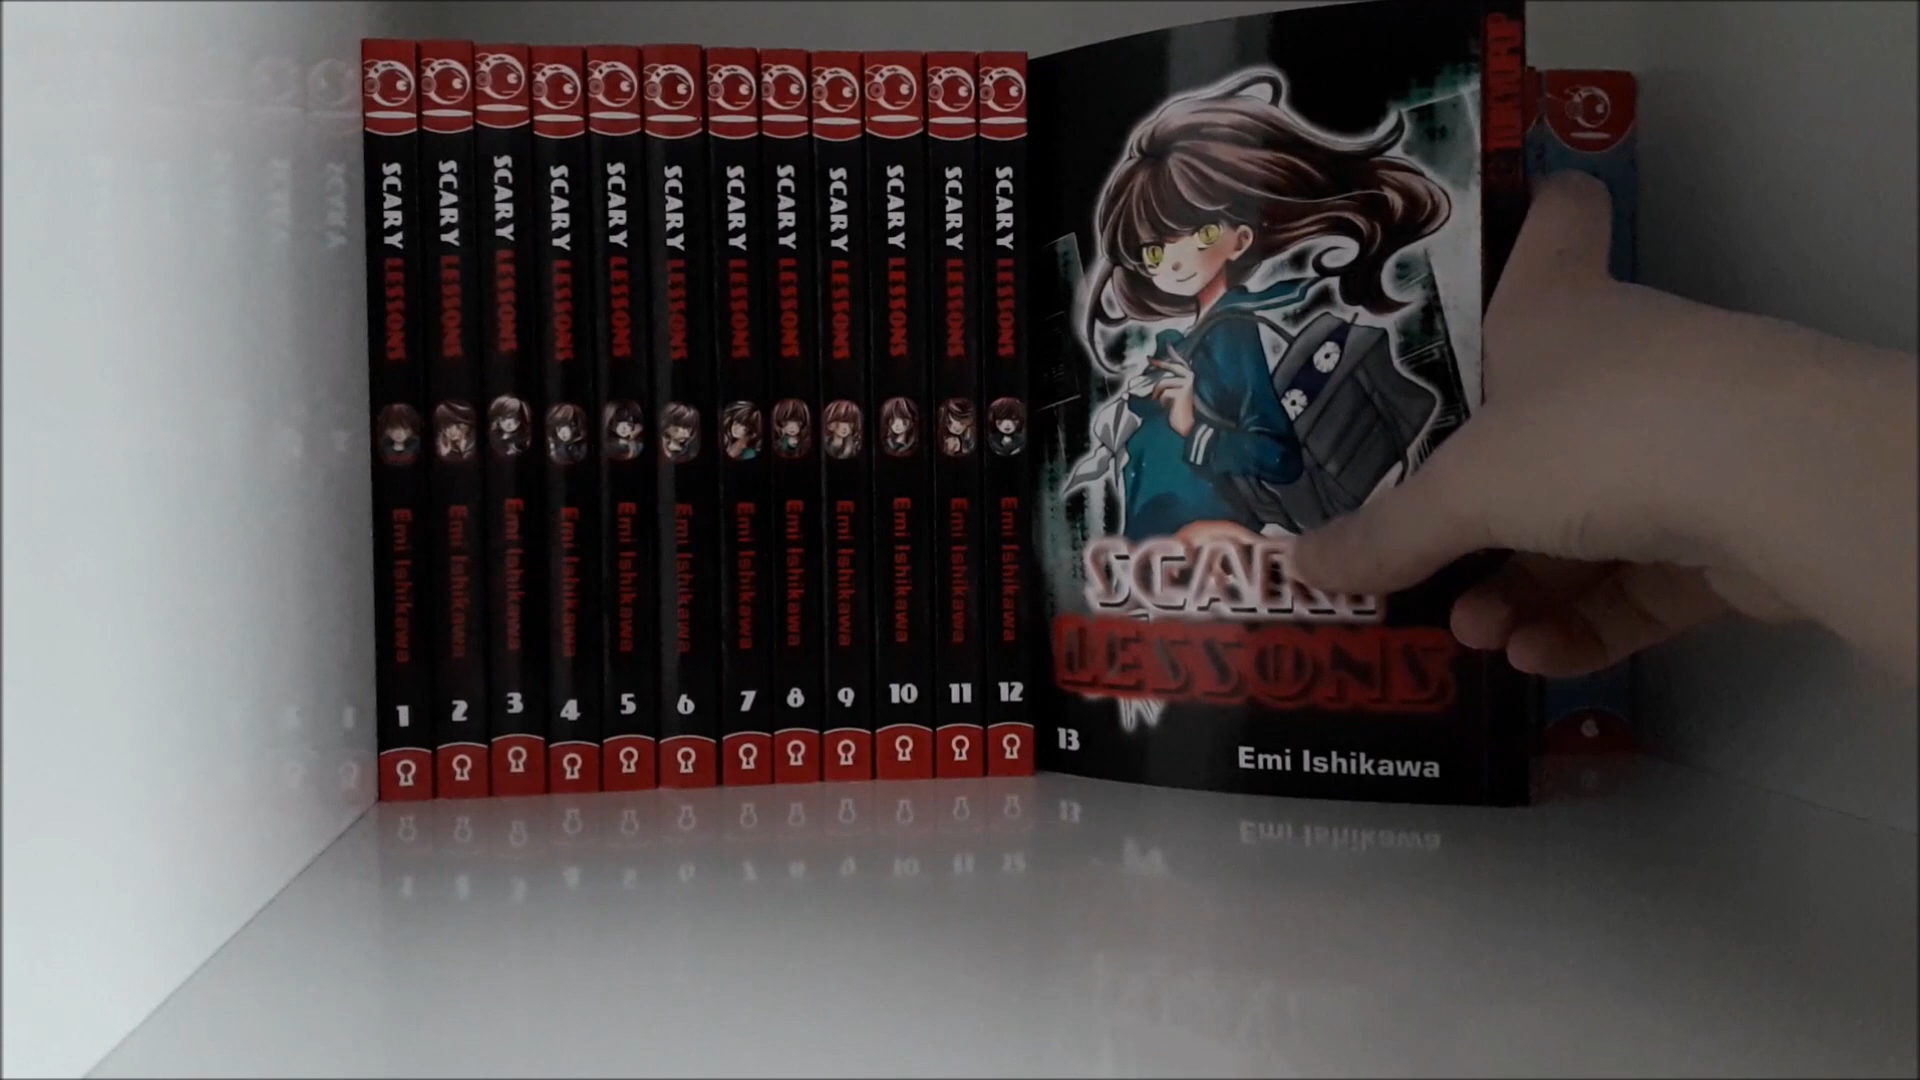 SCARY LESSONS Emi Ishikawa 1
SCARY LESSONS Emi Ishikawa 2
SCARY LESSONS Emi Ishikawa 3
SCARY LESSONS Emi Ishikawa 4
SCARY LESSONS Emi Ishikawa 5
SCARY LESSONS Emi Ishikawa 6
SCARY LESSONS Emi Ishikawa 7
SCARY LESSONS Emi Ishikawa 8
SCARY LESSONS Emi Ishikawa 9
SCARY LESSONS Emi Ishikawa 10
SCARY LESSONS Emi Ishikawa 11
SCARY LESSONS Emi Ishikawa 12
TOKYOPOP
SCARY
LESSONS
13
Emi Ishikawa